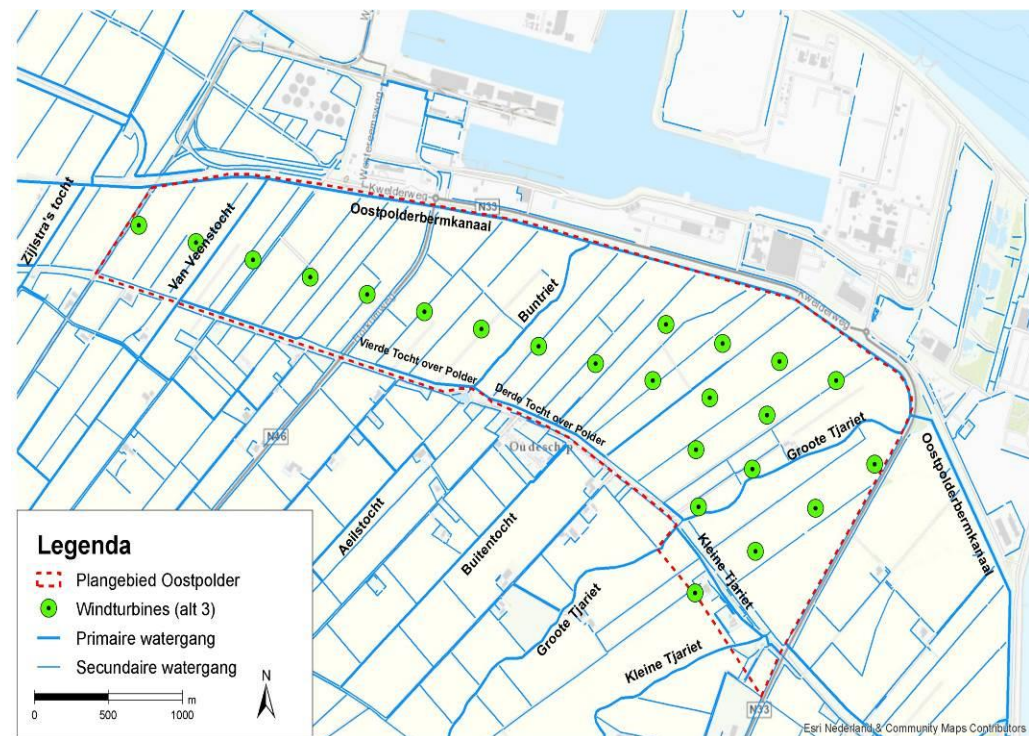 Westereemsweg
Kwelderweg
N33
Oostpolderbermkanaal
Zijlstra's tocht
Van Veenstocht
Buntriet
Kwelderweg
Vierde Tocht over Polder
Derde Tocht over Polder
Groote Tjariet
N46
Oudeschip
Oostpolderbermkanaal
Aeilstocht
Buitentocht
Kleine Tjariet
Groote Tjariet
Kleine Tjariet
N33
Legenda
Plangebied Oostpolder
Windturbines (alt 3)
Primaire watergang
Secundaire watergang
0 500 1000 m
N
Esri Nederland & Community Maps Contributors